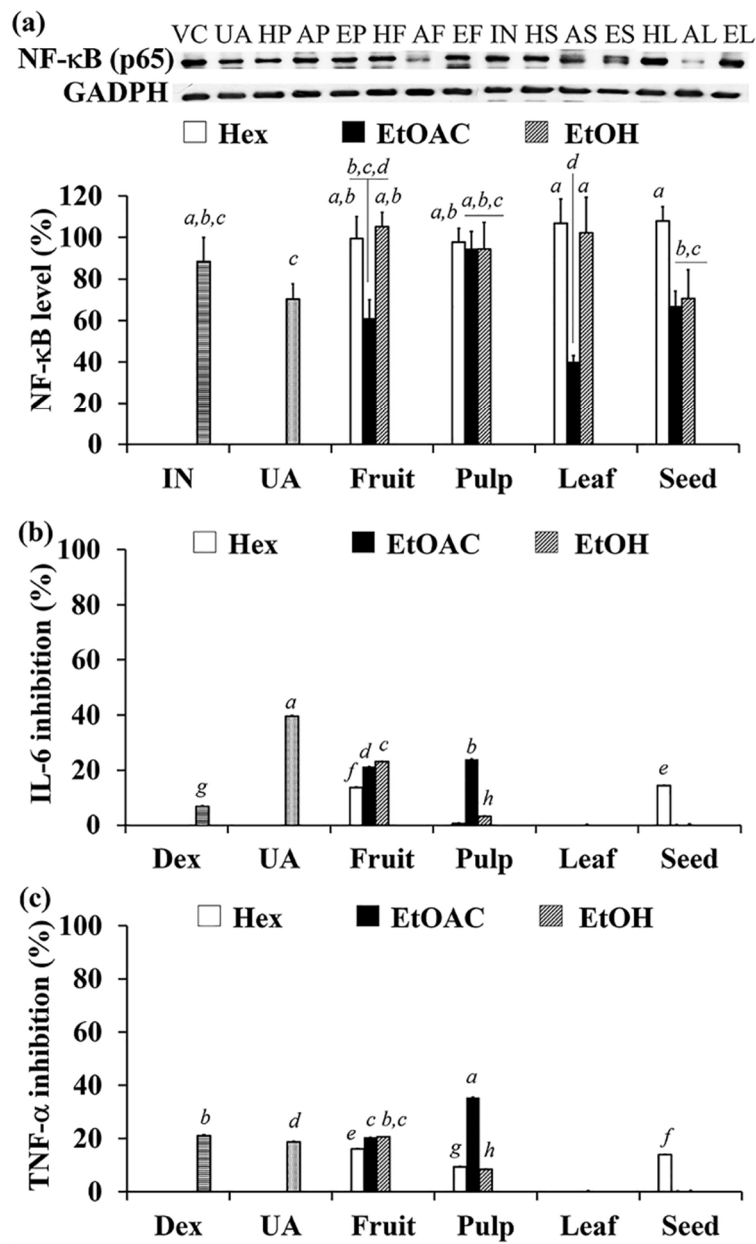 (a)
VC UA HP AP EP HF AF EF IN HS AS ES HL AL EL
NF-κB (p65)
GADPH
Hex EtOAC EtOH
b,c,d
a,b,c a,b a,b a,b a,b,c a d a a
c b,c
120
100
80
60
40
20
0
NF-κB level (%)
IN UA Fruit Pulp Leaf Seed
(b)
Hex EtOAC EtOH
100
80
60
40
20
0
IL-6 inhibition (%)
g a f d c b h e
Dex UA Fruit Pulp Leaf Seed
(c)
Hex EtOAC EtOH
100
80
60
40
20
0
TNF-α inhibition (%)
b d e c b,c g a h f
Dex UA Fruit Pulp Leaf Seed